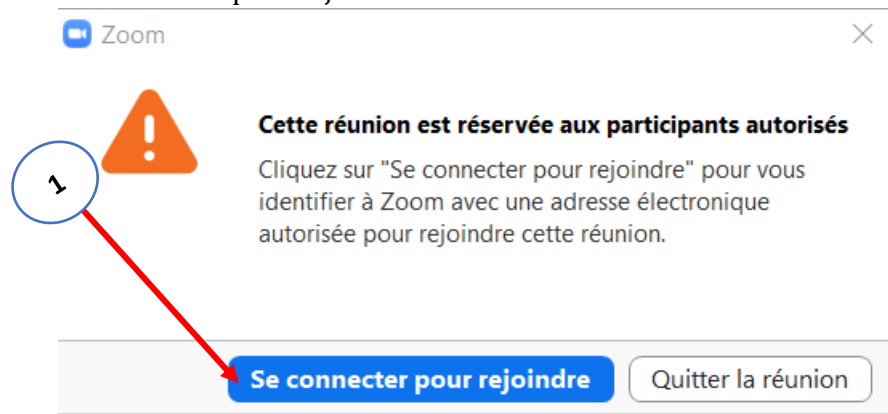 Zoom
Cette réunion est réservée aux participants autorisés
Cliquez sur "Se connecter pour rejoindre" pour vous
identifier à Zoom avec une adresse électronique
autorisée pour rejoindre cette réunion.
1
Se connecter pour rejoindre
Quitter la réunion